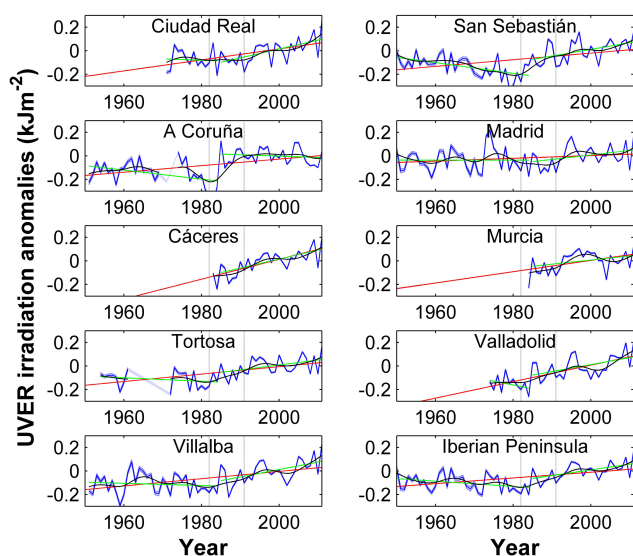 UVER irradiation anomalies (kJm-2)
0.2 Ciudad Real 0.2 San Sebastián
0 0
-0.2 -0.2
1960 1980 2000 1960 1980 2000
0.2 A Coruña 0.2 Madrid
0 0
-0.2 -0.2
1960 1980 2000 1960 1980 2000
0.2 Cáceres 0.2 Murcia
0 0
-0.2 -0.2
1960 1980 2000 1960 1980 2000
0.2 Tortosa 0.2 Valladolid
0 0
-0.2 -0.2
1960 1980 2000 1960 1980 2000
0.2 Villalba 0.2 Iberian Peninsula
0 0
-0.2 -0.2
1960 1980 2000 1960 1980 2000
Year Year